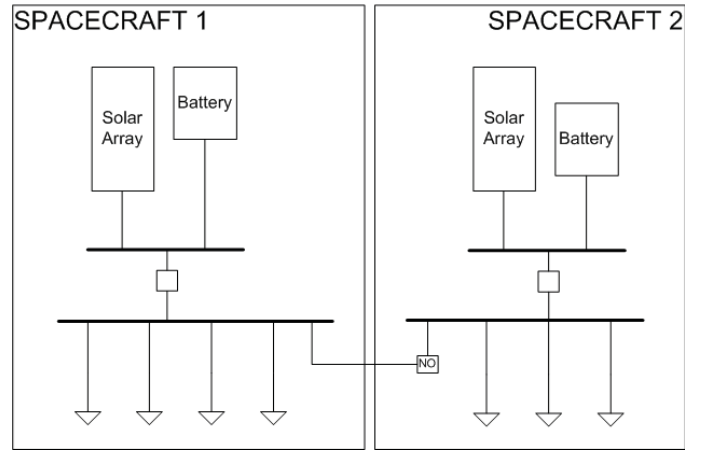 SPACECRAFT 1
SPACECRAFT 2
Solar
Array
Battery
Solar
Array
Battery
NO